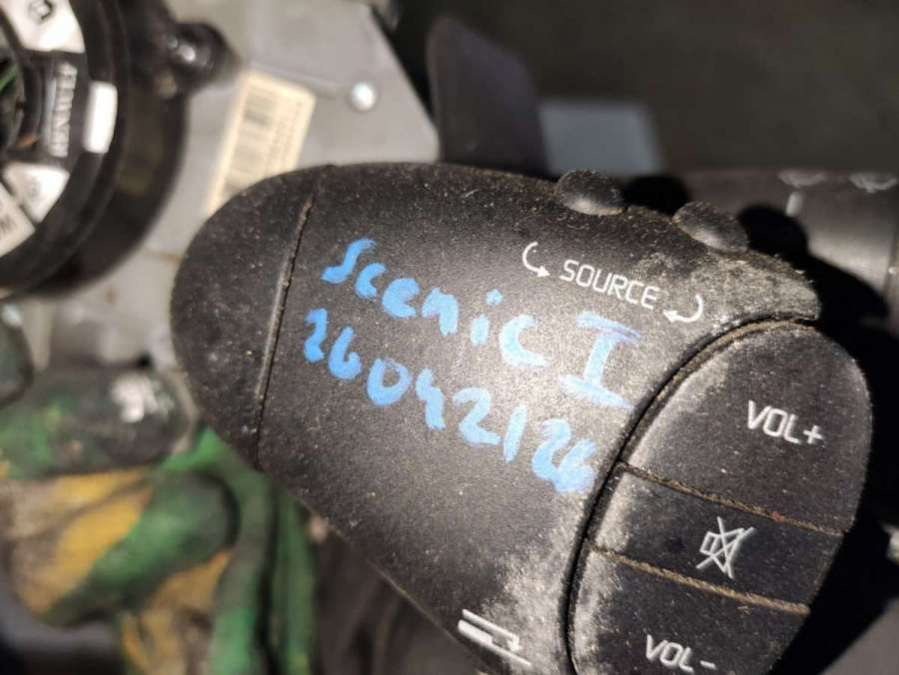 SOURCE
Scenic I
26042126
VOL+
VOL-